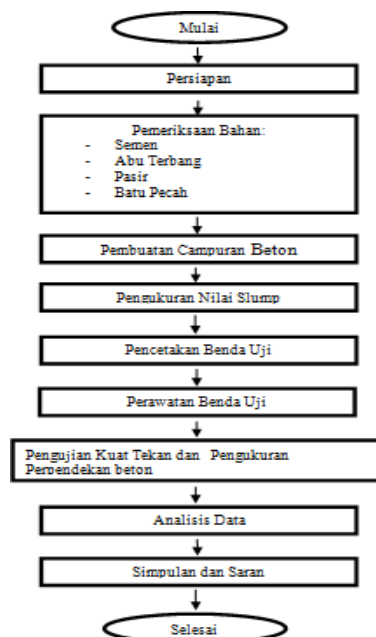 Mulai
Persiapan
Pemeriksaan Bahan:
- Semen
- Abu Terbang
- Pasir
- Batu Pecah
Pembuatan Campuran Beton
Pengukuran Nilai Slump
Pencetakan Benda Uji
Perawatan Benda Uji
Pengujian Kuat Tekan dan Pengukuran
Perpendekan beton
Analisis Data
Simpulan dan Saran
Selesai